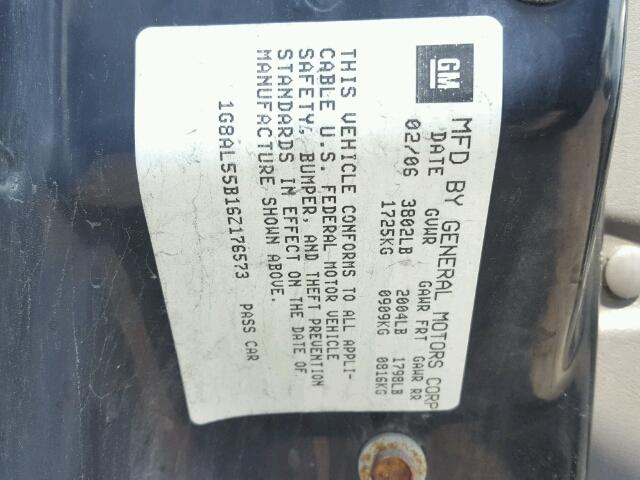 GM
MFD BY GENERAL MOTORS CORP
DATE GVWR GAWR FRT GAWR RR
02/06 3802LB 2004LB 1798LB
1725KG 0909KG 0816KG
THIS VEHICLE CONFORMS TO ALL APPLI-
CABLE U.S. FEDERAL MOTOR VEHICLE
SAFETY, BUMPER, AND THEFT PREVENTION
STANDARDS IN EFFECT ON THE DATE OF
MANUFACTURE SHOWN ABOVE.
1G8AL55B16Z176573 PASS CAR